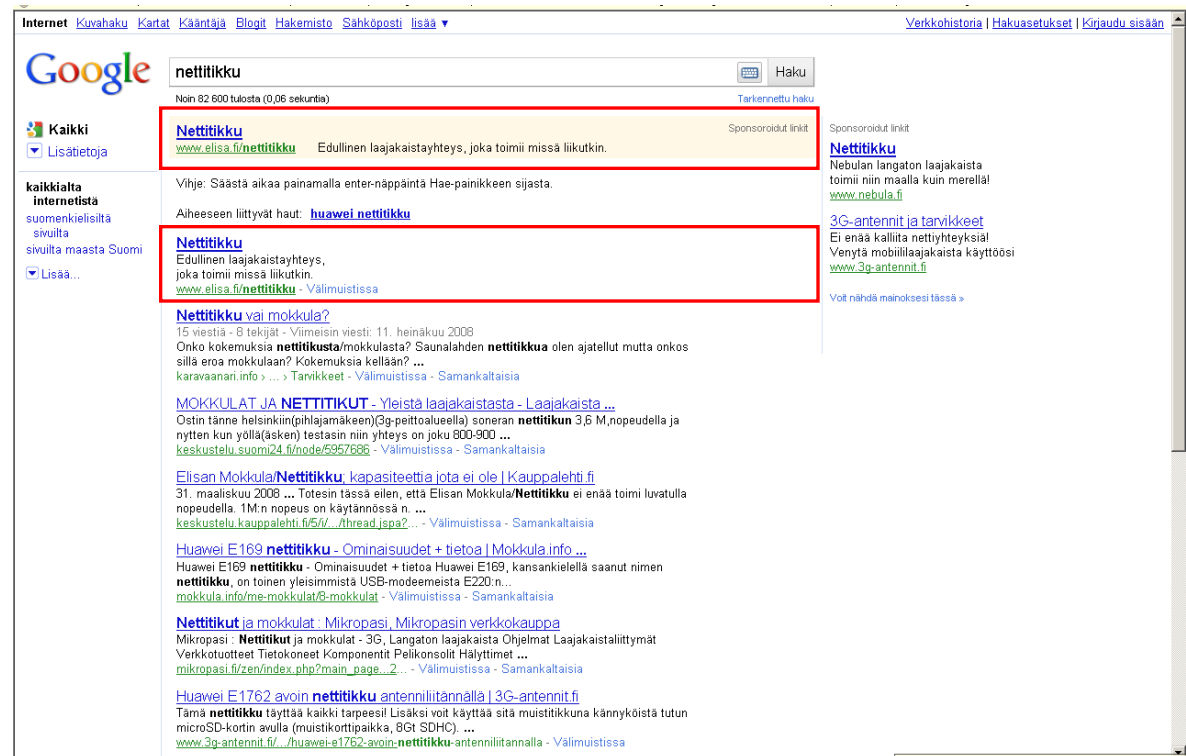 Internet Kuvahaku Kartat Kääntäjä Blogit Hakemisto Sähköposti lisää ▼
Verkkohistoria | Hakuasetukset | Kirjaudu sisään
Google
nettitikku
Haku
Noin 82 600 tulosta (0,06 sekuntia)
Tarkennettu haku
Kaikki
Lisätietoja
kaikkialta
internetistä
suomenkielisiltä
sivuilta
sivuilta maasta Suomi
Lisää...
Nettitikku
Sponsoroidut linkit
www.elisa.fi/nettitikku Edullinen laajakaistayhteys, joka toimii missä liikutkin.
Vihje: Säästä aikaa painamalla enter-näppäintä Hae-painikkeen sijasta.
Aiheeseen liittyvät haut: huawei nettitikku
Nettitikku
Edullinen laajakaistayhteys,
joka toimii missä liikutkin.
www.elisa.fi/nettitikku - Välimuistissa
Nettitikku vai mokkula?
15 viestiä - 8 tekijät - Viimeisin viesti: 11. heinäkuu 2008
Onko kokemuksia nettitikusta/mokkulasta? Saunalahden nettitikkua olen ajatellut mutta onkos
sillä eroa mokkulaan? Kokemuksia kellään? ...
karavaanari.info › ... › Tarvikkeet - Välimuistissa - Samankaltaisia
MOKKULAT JA NETTITIKUT - Yleistä laajakaistasta - Laajakaista ...
Ostin tänne helsinkiin(pihlajamäkeen)(3g-peittoalueella) soneran nettitikun 3,6 M,nopeudella ja
nytten kun yöllä(äsken) testasin niin yhteys on joku 800-900 ...
keskustelu.suomi24.fi/node/5957686 - Välimuistissa - Samankaltaisia
Elisan Mokkula/Nettitikku; kapasiteettia jota ei ole | Kauppalehti.fi
31. maaliskuu 2008 ... Totesin tässä eilen, että Elisan Mokkula/Nettitikku ei enää toimi luvatulla
nopeudella. 1M:n nopeus on käytännössä n. ...
keskustelu.kauppalehti.fi/5/i/.../thread.jspa?... - Välimuistissa - Samankaltaisia
Huawei E169 nettitikku - Ominaisuudet + tietoa | Mokkula.info ...
Huawei E169 nettitikku - Ominaisuudet + tietoa Huawei E169, kansankielellä saanut nimen
nettitikku, on toinen yleisimmistä USB-modeemeista E220:n...
mokkula.info/me-mokkulat/8-mokkulat - Välimuistissa - Samankaltaisia
Nettitikut ja mokkulat : Mikropasi, Mikropasin verkkokauppa
Mikropasi : Nettitikut ja mokkulat - 3G, Langaton laajakaista Ohjelmat Laajakaistaliittymät
Verkkotuotteet Tietokoneet Komponentit Pelikonsolit Hälyttimet ...
mikropasi.fi/zen/index.php?main_page...2... - Välimuistissa - Samankaltaisia
Huawei E1762 avoin nettitikku antenniliitännällä | 3G-antennit.fi
Tämä nettitikku täyttää kaikki tarpeesi! Lisäksi voit käyttää sitä muistitikkuna kännyköistä tutun
microSD-kortin avulla (muistikorttipaikka, 8Gt SDHC). ...
www.3g-antennit.fi/.../huawei-e1762-avoin-nettitikku-antenniliitannalla - Välimuistissa
Sponsoroidut linkit
Nettitikku
Nebulan langaton laajakaista
toimii niin maalla kuin merellä!
www.nebula.fi
3G-antennit ja tarvikkeet
Ei enää kalliita nettiyhteyksiä!
Venytä mobiililaajakaista käyttöösi
www.3g-antennit.fi
Voit nähdä mainoksesi tässä »